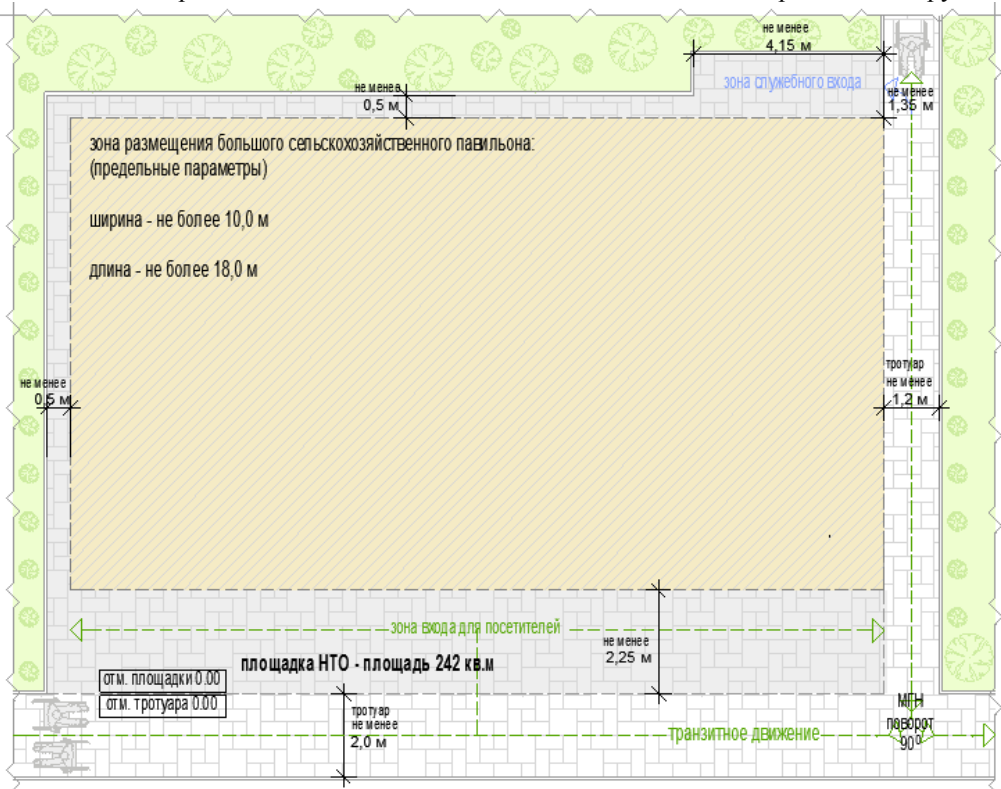 не менее
4,15 м
зона служебного входа
не менее
0,5 м
не менее
1,35 м
зона размещения большого сельскохозяйственного павильона:
(предельные параметры)
ширина - не более 10,0 м
длина - не более 18,0 м
не менее
0,5 м
тротуар
не менее
1,2 м
зона входа для посетителей
не менее
2,25 м
площадка НТО - площадь 242 кв.м
отм. площадки 0.00
отм. тротуара 0.00
тротуар
не менее
2,0 м
транзитное движение
МГН
поворот
90⁰